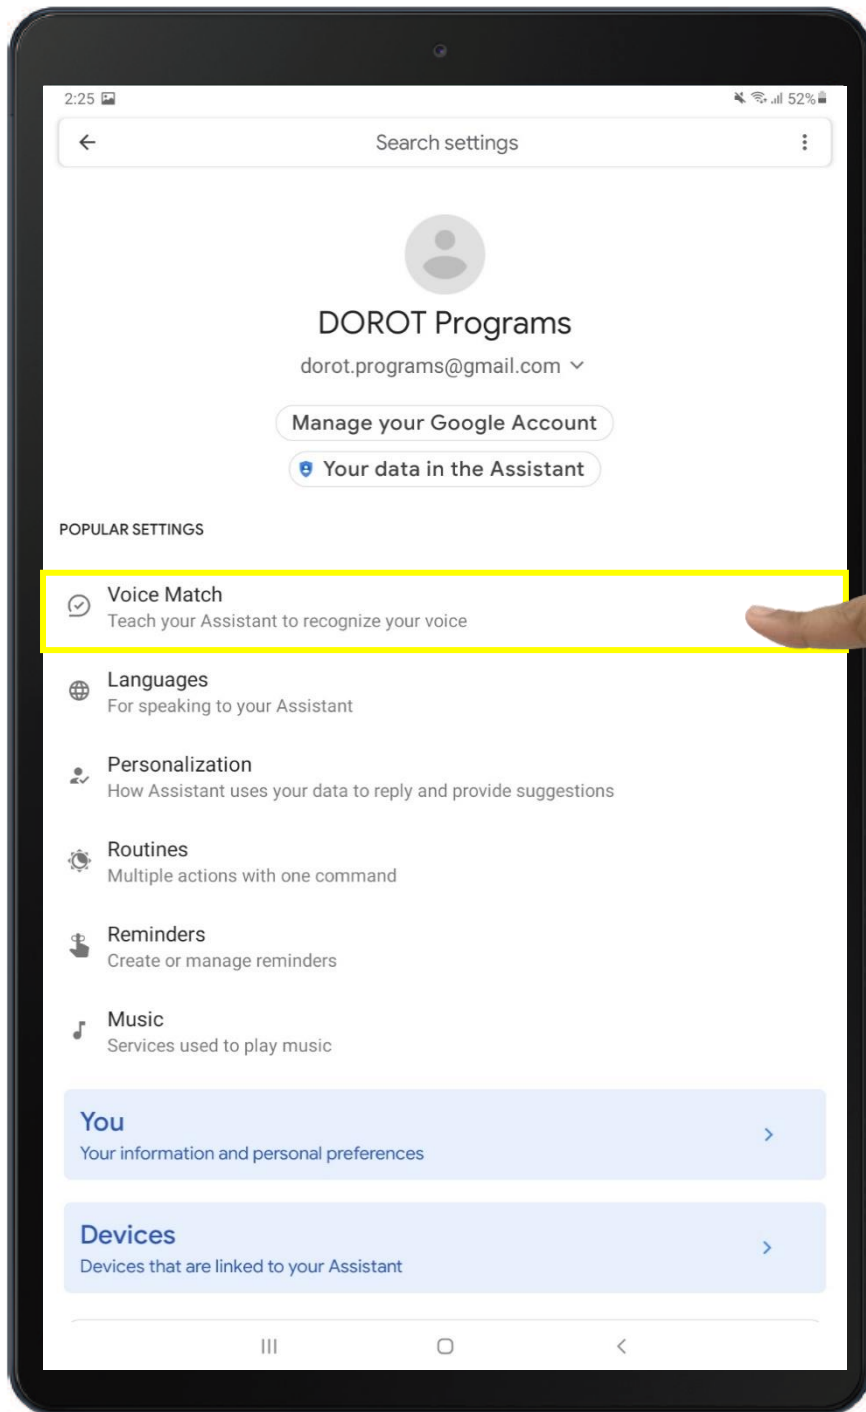 2:25 52%
Search settings
DOROT Programs
dorot.programs@gmail.com
Manage your Google Account
Your data in the Assistant
POPULAR SETTINGS
Voice Match
Teach your Assistant to recognize your voice
Languages
For speaking to your Assistant
Personalization
How Assistant uses your data to reply and provide suggestions
Routines
Multiple actions with one command
Reminders
Create or manage reminders
Music
Services used to play music
You
Your information and personal preferences
Devices
Devices that are linked to your Assistant